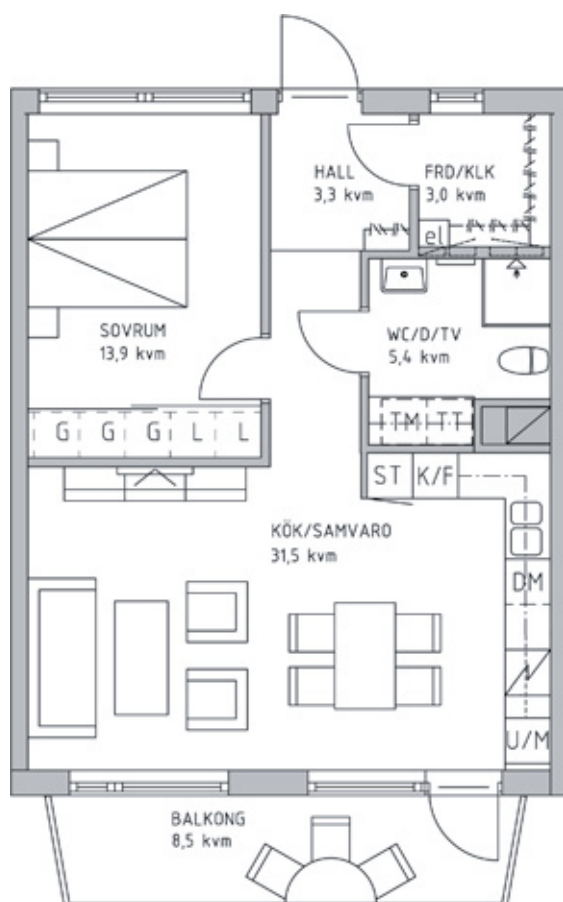 HALL
3,3 kvm
FRD/KLK
3,0 kvm
el
SOVRUM
13,9 kvm
WC/D/TV
5,4 kvm
G G G L L
TM TT
ST K/F
KÖK/SAMVARO
31,5 kvm
DM
U/M
BALKONG
8,5 kvm